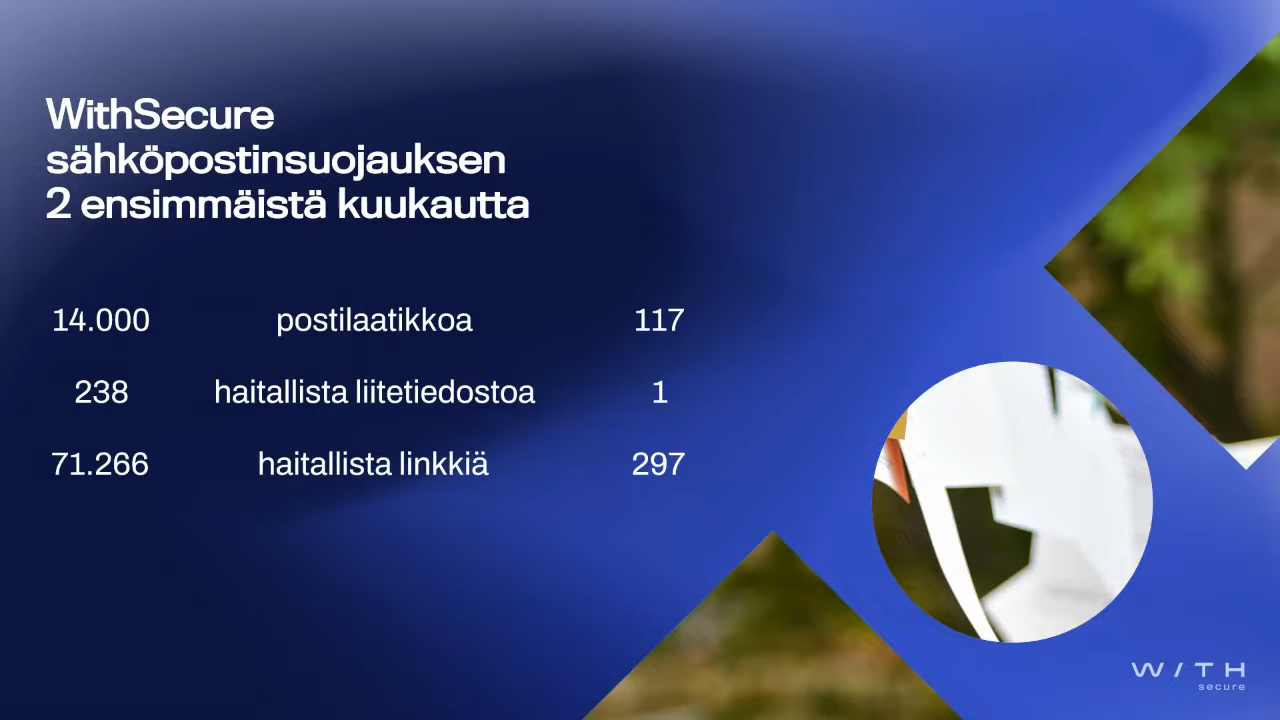 WithSecure
sähköpostinsuojauksen
2 ensimmäistä kuukautta
14.000 postilaatikkoa 117
238 haitallista liitetiedostoa 1
71.266 haitallista linkkiä 297
W/TH
secure